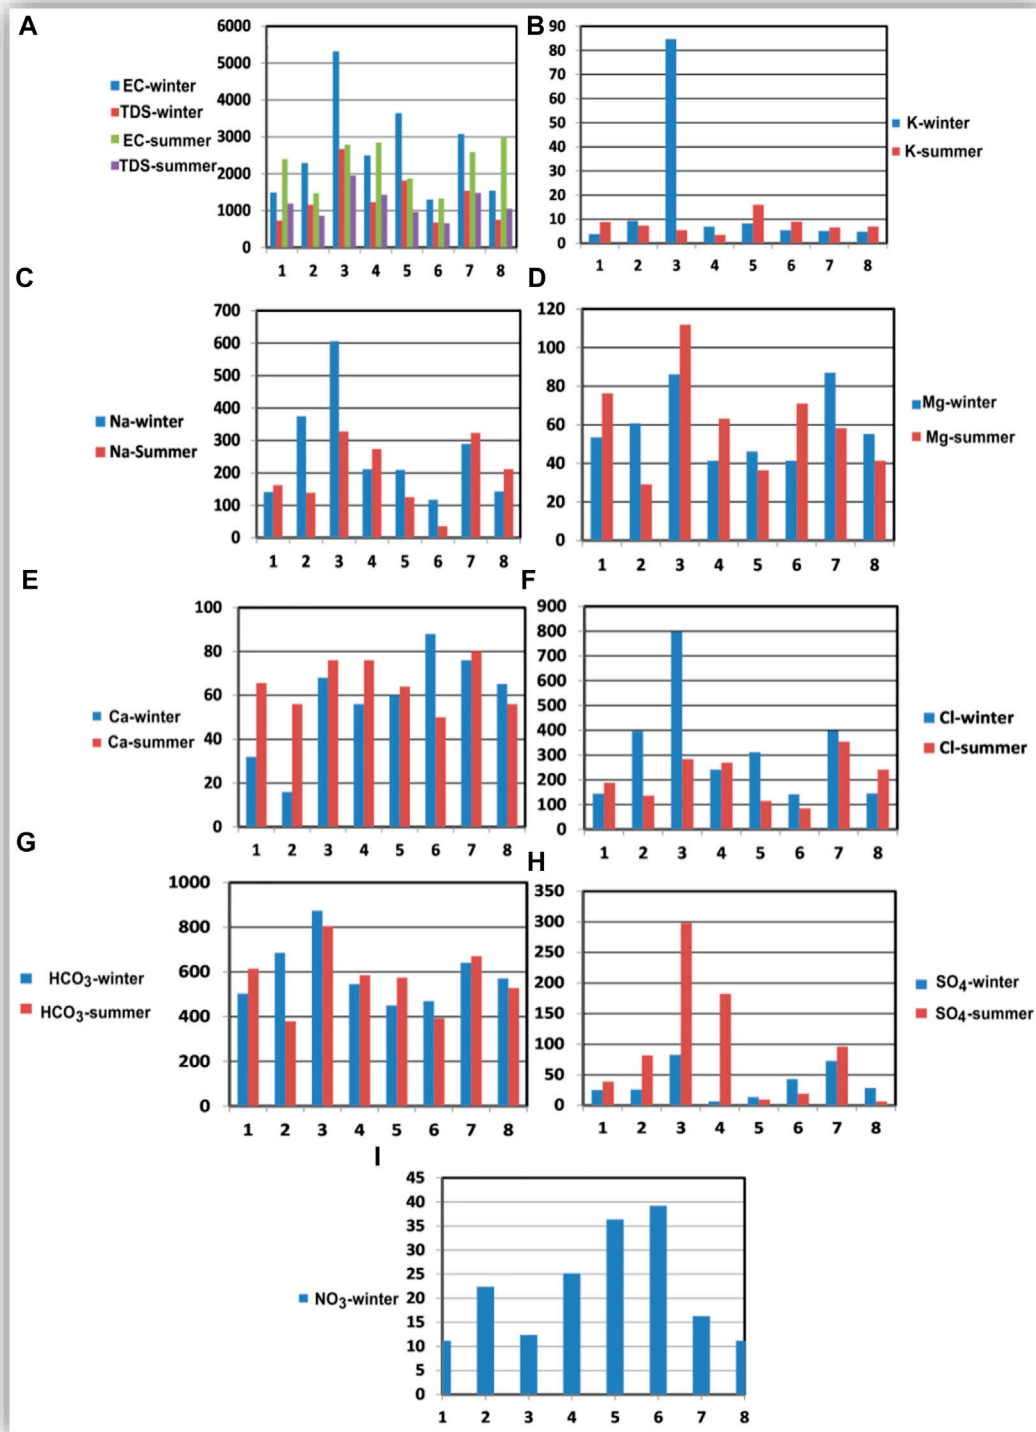 A
6000
5000
4000
3000
2000
1000
0
EC-winter
TDS-winter
EC-summer
TDS-summer
1 2 3 4 5 6 7 8
B
90
80
70
60
50
40
30
20
10
0
K-winter
K-summer
1 2 3 4 5 6 7 8
C
700
600
500
400
300
200
100
0
Na-winter
Na-Summer
1 2 3 4 5 6 7 8
D
120
100
80
60
40
20
0
Mg-winter
Mg-summer
1 2 3 4 5 6 7 8
E
100
80
60
40
20
0
Ca-winter
Ca-summer
1 2 3 4 5 6 7 8
F
900
800
700
600
500
400
300
200
100
0
Cl-winter
Cl-summer
1 2 3 4 5 6 7 8
G
1000
800
600
400
200
0
HCO3-winter
HCO3-summer
1 2 3 4 5 6 7 8
H
350
300
250
200
150
100
50
0
SO4-winter
SO4-summer
1 2 3 4 5 6 7 8
I
45
40
35
30
25
20
15
10
5
0
NO3-winter
1 2 3 4 5 6 7 8